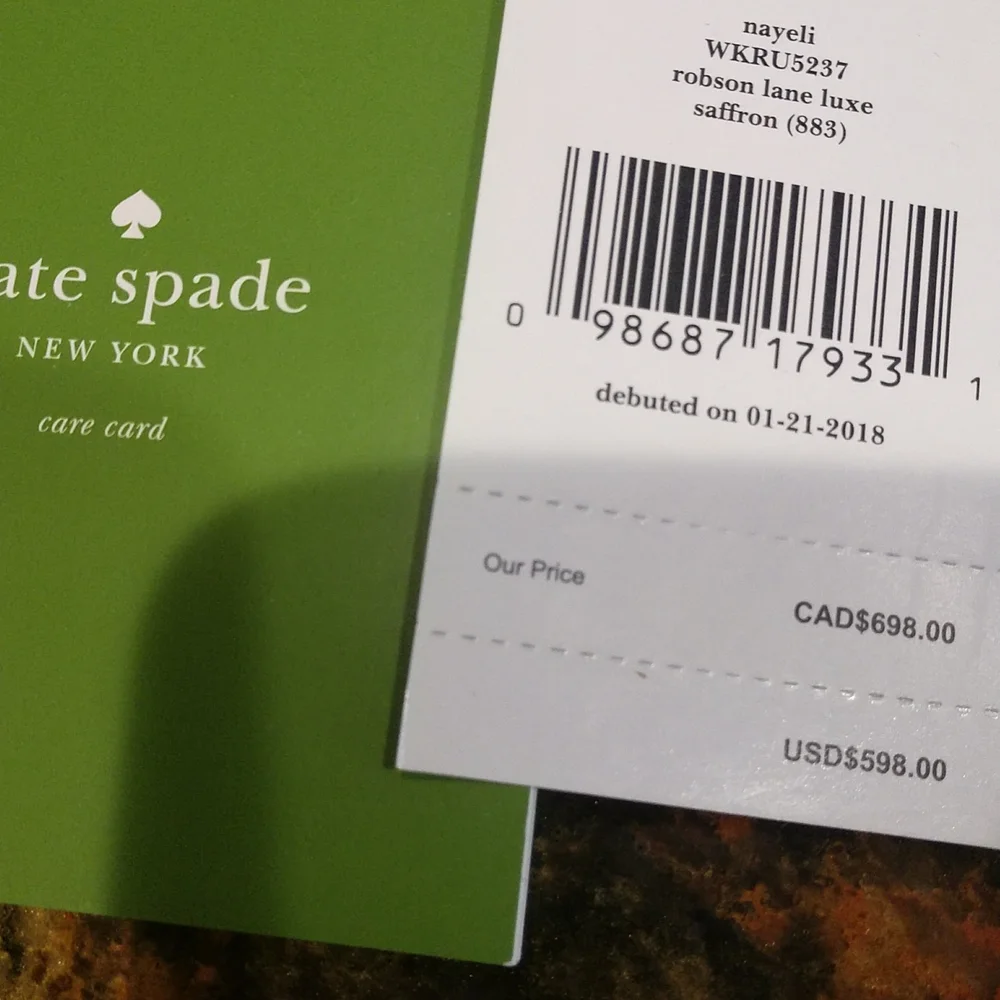 ate spade
NEW YORK
care card
nayeli
WKRU5237
robson lane luxe
saffron (883)
0 98687 17933 1
debuted on 01-21-2018
Our Price
CAD$698.00
USD$598.00